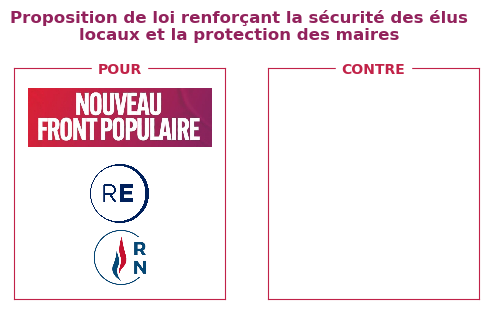 Proposition de loi renforçant la sécurité des élus
locaux et la protection des maires
POUR
CONTRE
NOUVEAU
FRONT POPULAIRE
RE
R
N